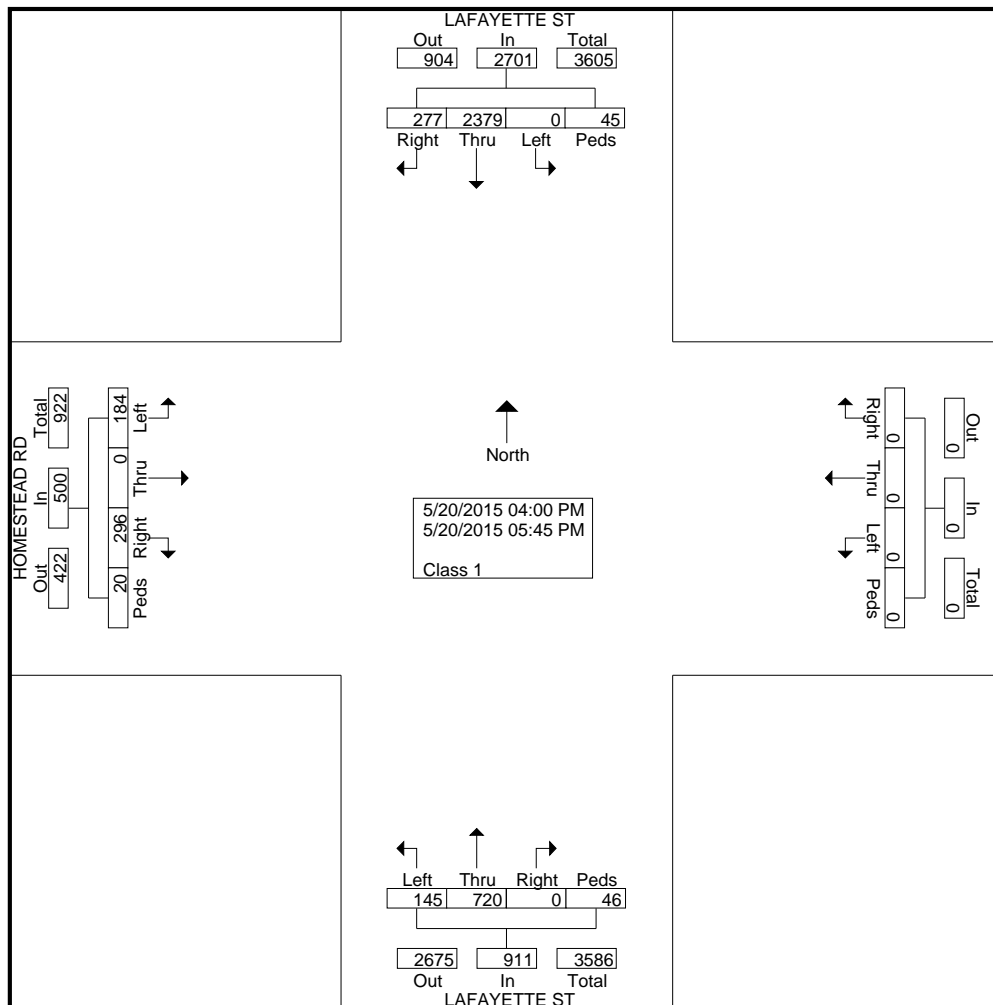 LAFAYETTE ST
Out In Total
904 2701 3605
277 2379 0 45
Right Thru Left Peds
HOMESTEAD RD
Total In Out
922 500 422
184 0 296 20
Left Thru Right Peds
North
5/20/2015 04:00 PM
5/20/2015 05:45 PM
Class 1
Right Thru Left Peds
0 0 0 0
Out In Total
0 0 0
Left Thru Right Peds
145 720 0 46
2675 911 3586
Out In Total
LAFAYETTE ST